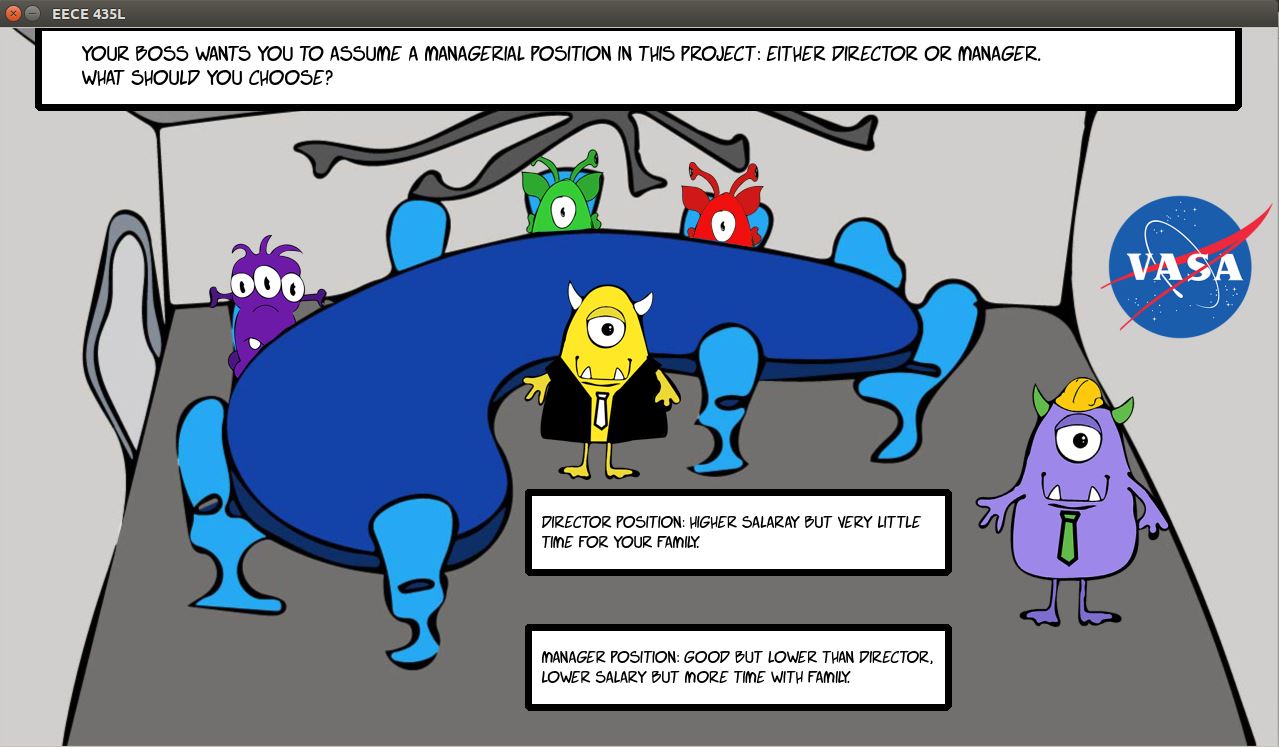 EECE 435L
YOUR BOSS WANTS YOU TO ASSUME A MANAGERIAL POSITION IN THIS PROJECT: EITHER DIRECTOR OR MANAGER.
WHAT SHOULD YOU CHOOSE?
VASA
DIRECTOR POSITION: HIGHER SALARAY BUT VERY LITTLE
TIME FOR YOUR FAMILY.
MANAGER POSITION: GOOD BUT LOWER THAN DIRECTOR,
LOWER SALARY BUT MORE TIME WITH FAMILY.